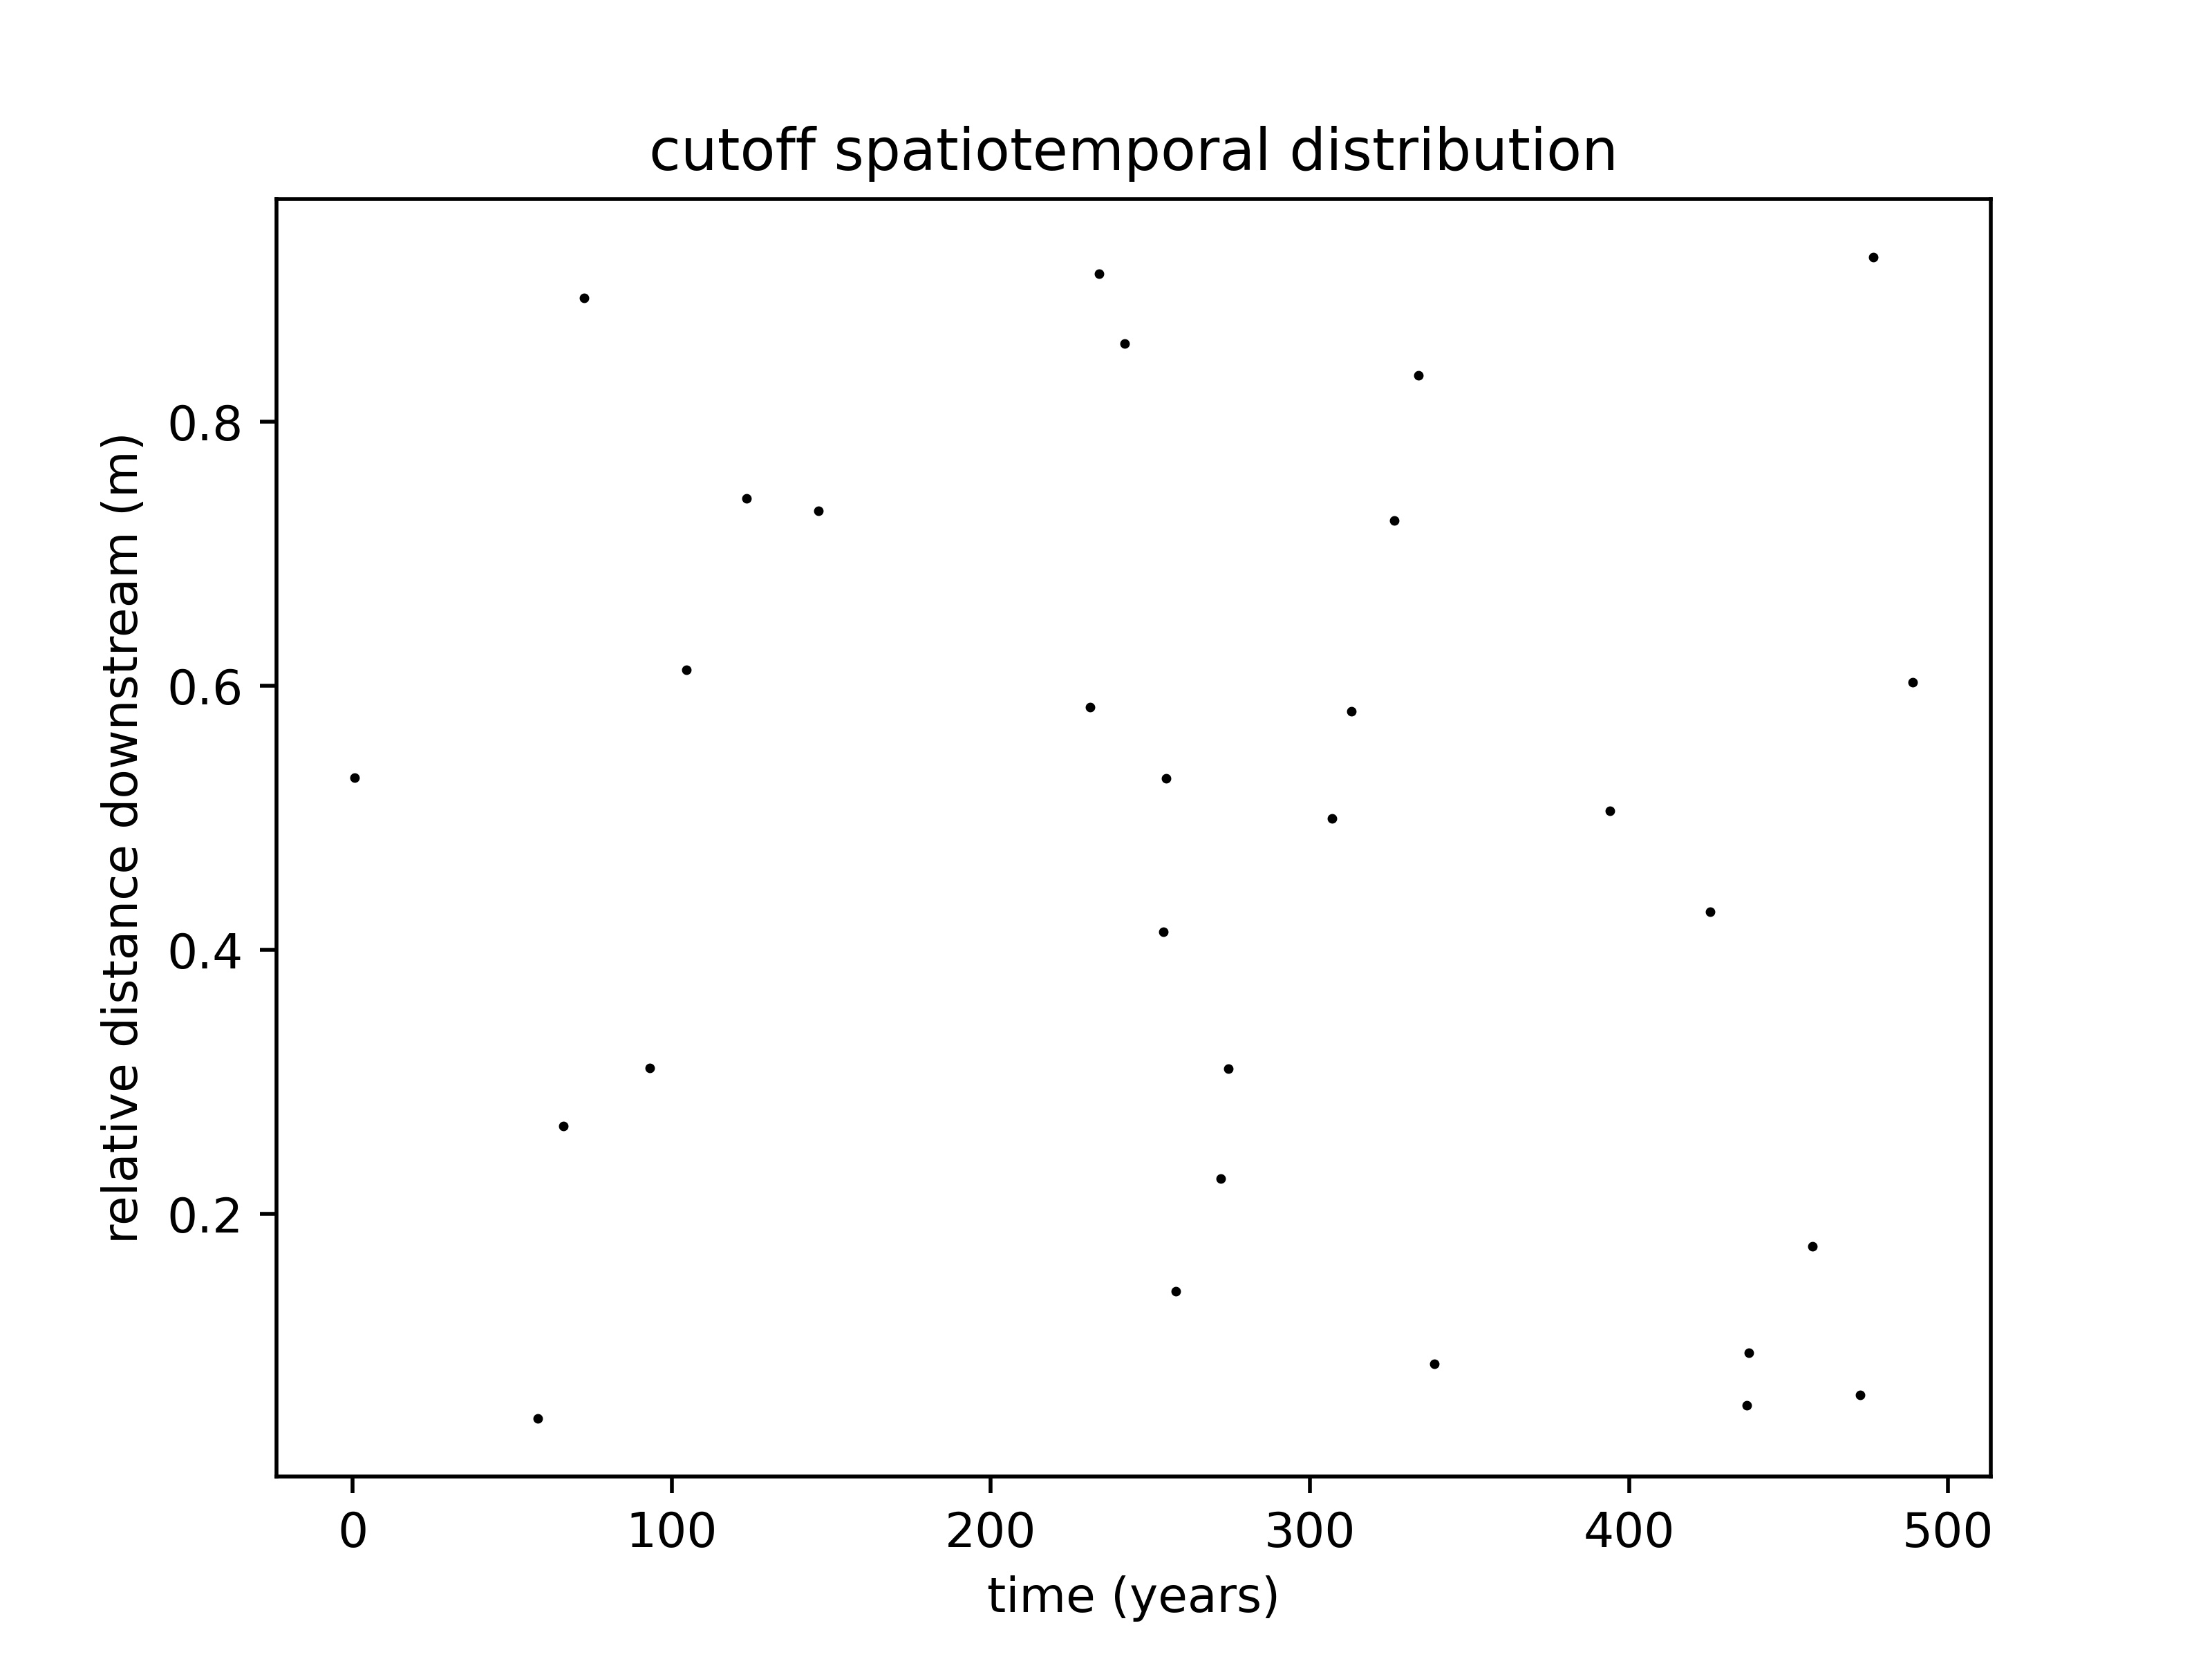 cutoff spatiotemporal distribution
relative distance downstream (m)
0.8
0.6
0.4
0.2
0 100 200 300 400 500
time (years)